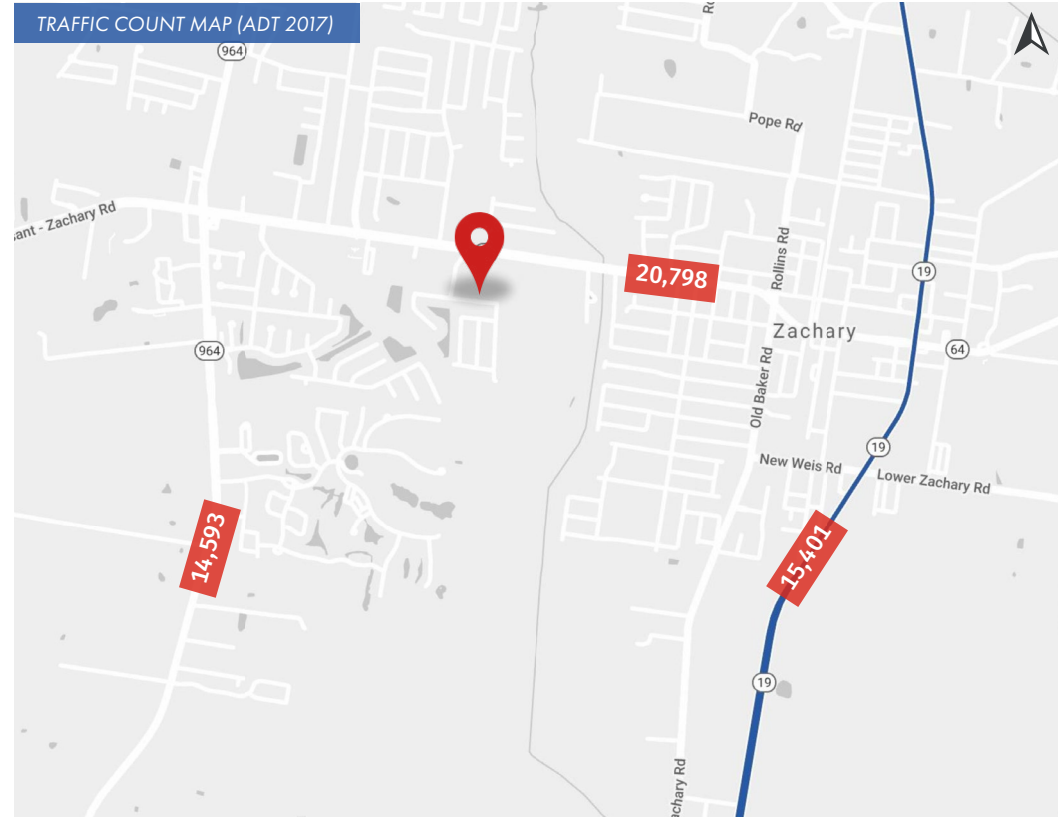 TRAFFIC COUNT MAP (ADT 2017)
964
Pope Rd
ant - Zachary Rd
Rollins Rd
19
20,798
Zachary
964
64
Old Baker Rd
19
New Weis Rd
Lower Zachary Rd
14,593
15,401
19
achary Rd